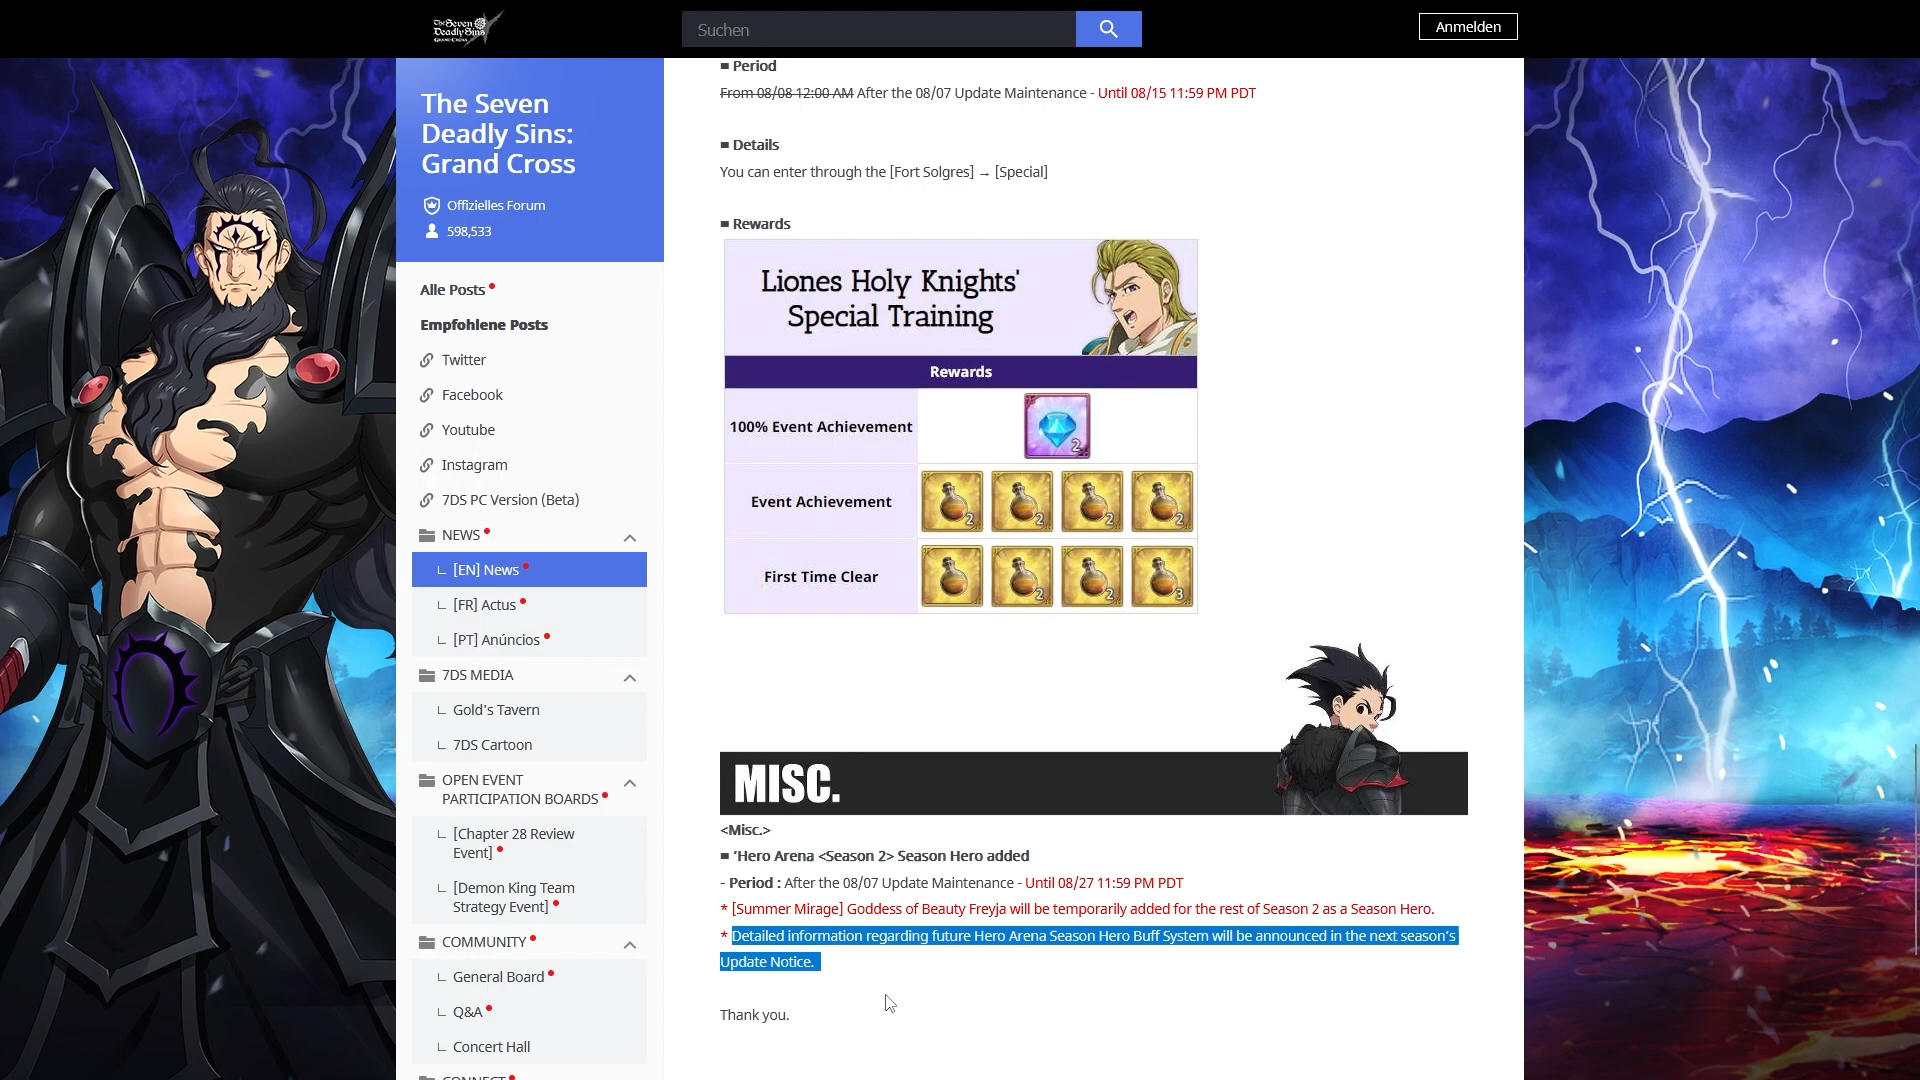 The Seven
Deadly Sins
GRAND CROSS
Suchen
Anmelden
The Seven
Deadly Sins:
Grand Cross
Offizielles Forum
598,533
Alle Posts
Empfohlene Posts
Twitter
Facebook
Youtube
Instagram
7DS PC Version (Beta)
NEWS
[EN] News
[FR] Actus
[PT] Anúncios
7DS MEDIA
Gold's Tavern
7DS Cartoon
OPEN EVENT
PARTICIPATION BOARDS
[Chapter 28 Review
Event]
[Demon King Team
Strategy Event]
COMMUNITY
General Board
Q&A
Concert Hall
CONNECT
■ Period
From 08/08 12:00 AM After the 08/07 Update Maintenance - Until 08/15 11:59 PM PDT
■ Details
You can enter through the [Fort Solgres] → [Special]
■ Rewards
Liones Holy Knights'
Special Training
Rewards
100% Event Achievement
2
Event Achievement
2 2 2 2
First Time Clear
2 2 3
MISC.
<Misc.>
■ ‘Hero Arena <Season 2> Season Hero added
- Period : After the 08/07 Update Maintenance - Until 08/27 11:59 PM PDT
* [Summer Mirage] Goddess of Beauty Freyja will be temporarily added for the rest of Season 2 as a Season Hero.
* Detailed information regarding future Hero Arena Season Hero Buff System will be announced in the next season’s
Update Notice.
Thank you.